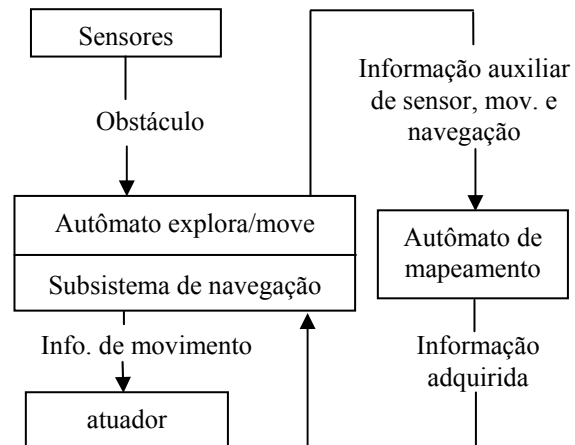 Sensores
Obstáculo
Autômato explora/move
Subsistema de navegação
Info. de movimento
atuador
Informação auxiliar
de sensor, mov. e
navegação
Autômato de
mapeamento
Informação
adquirida